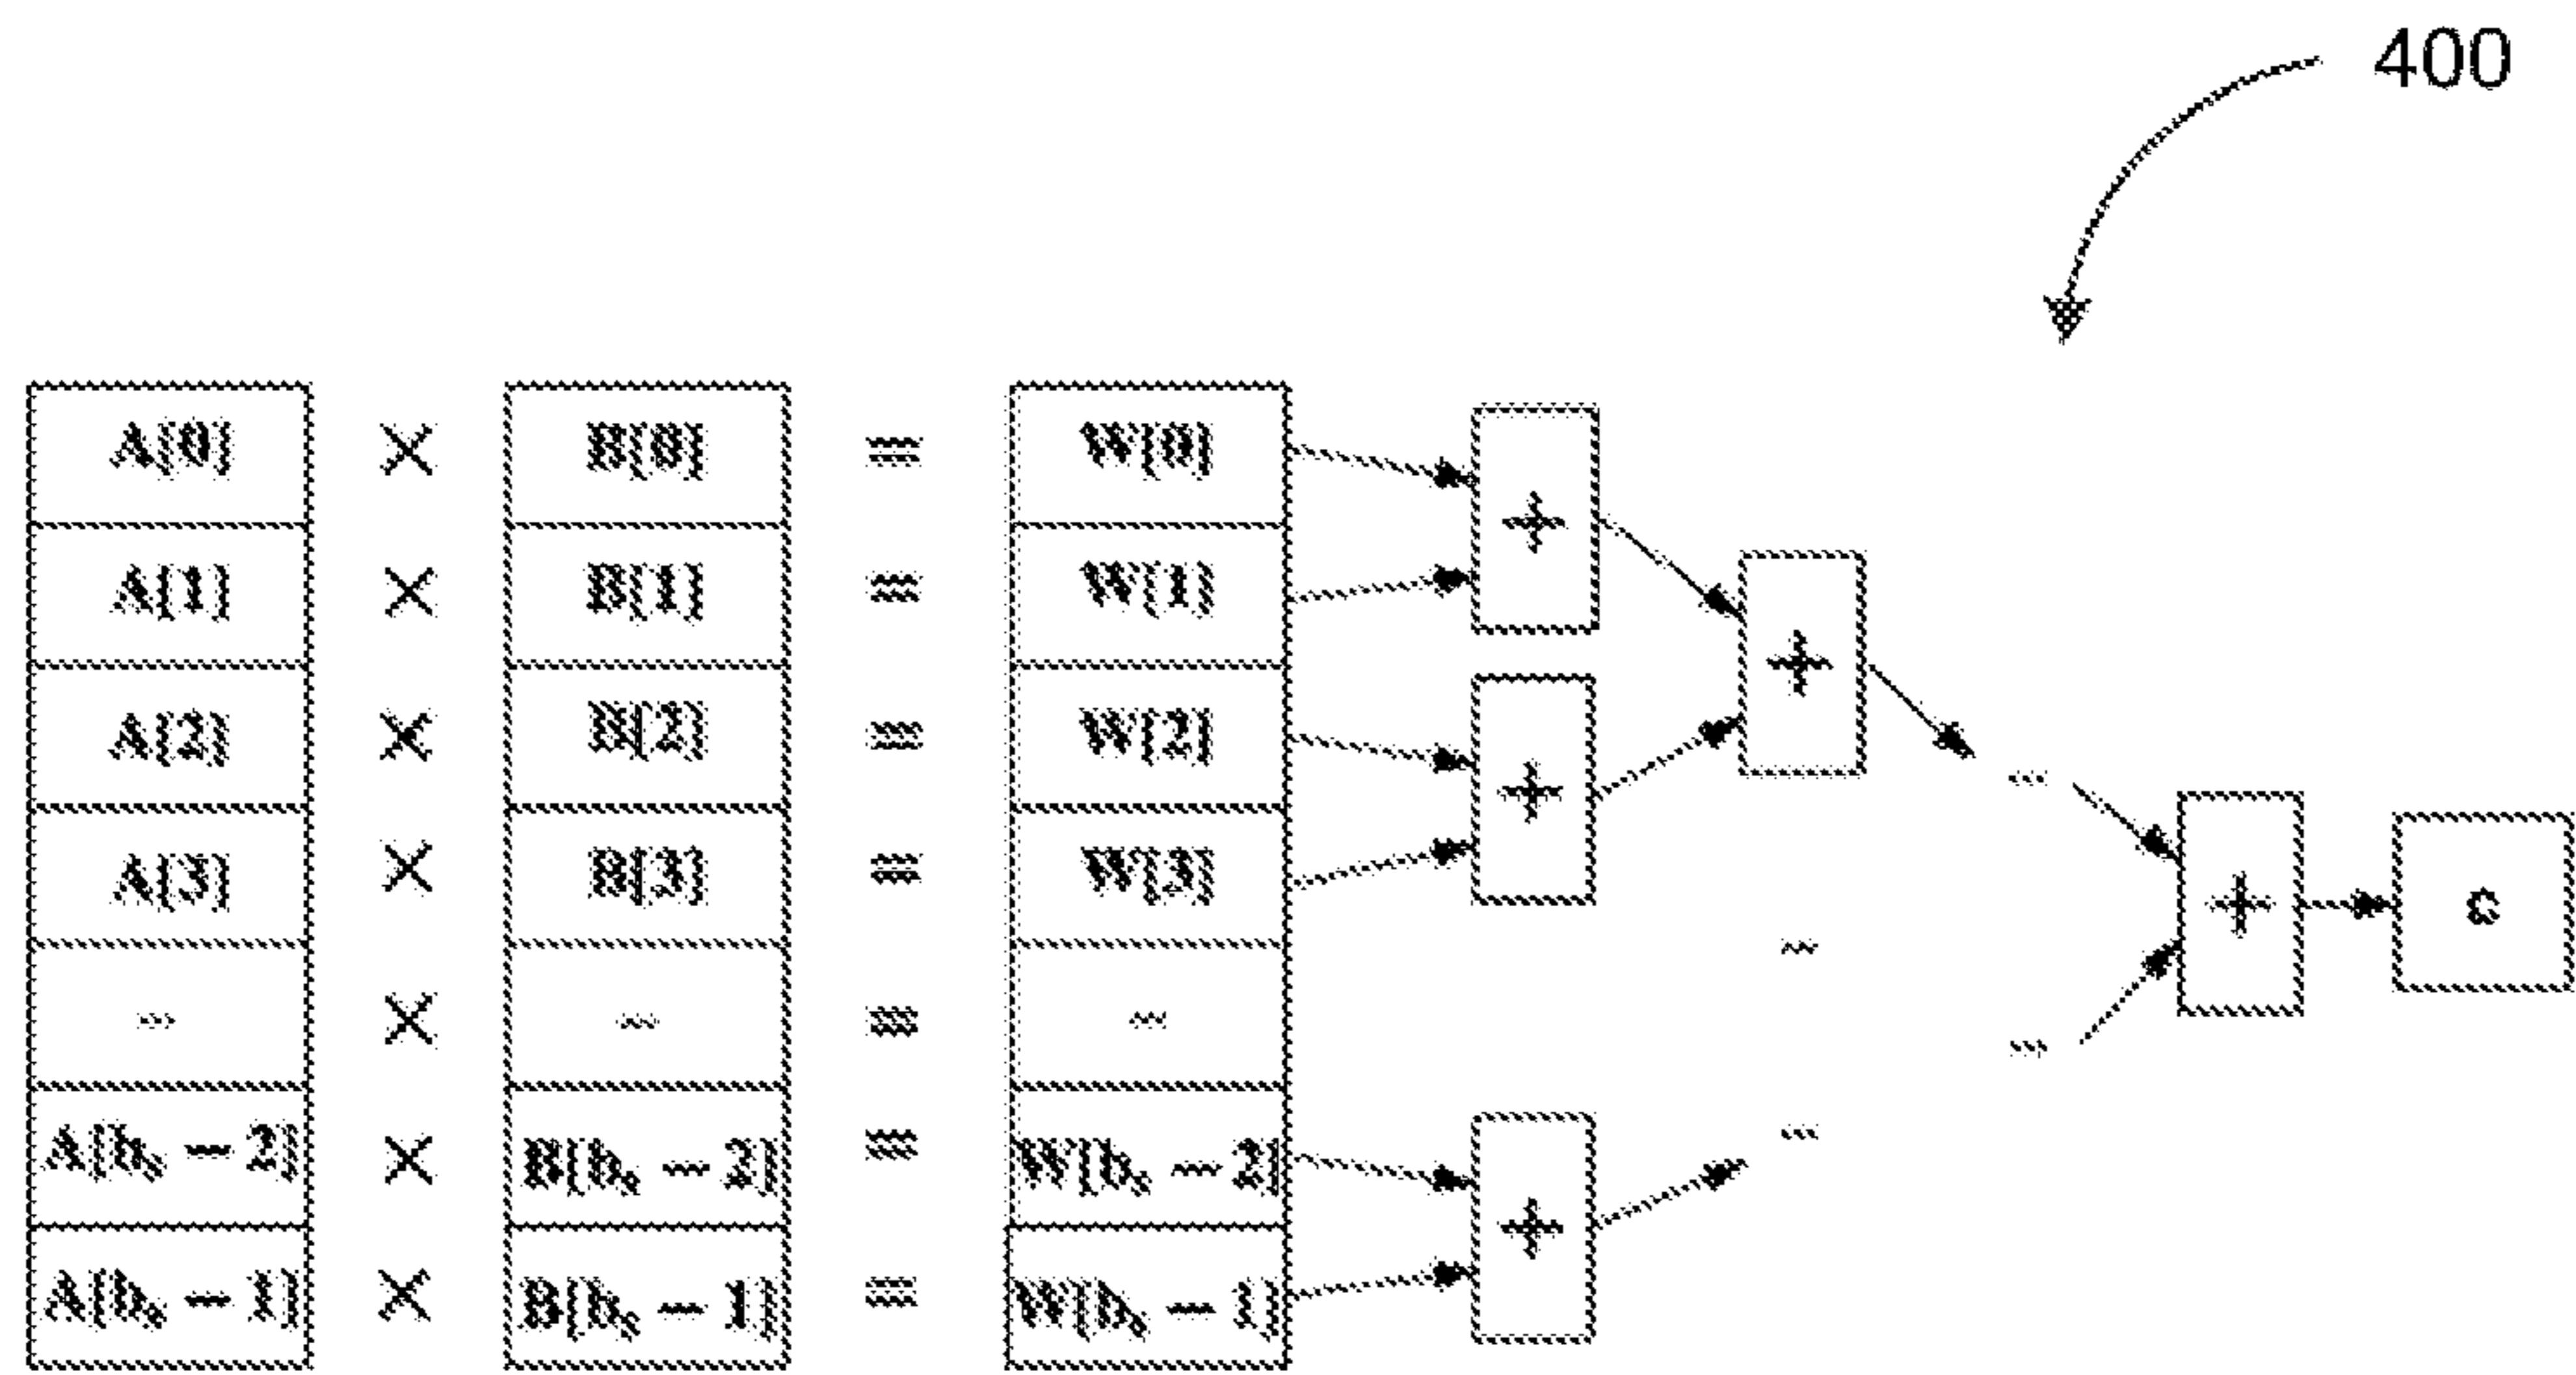 400
A[0] × B[0] = W[0] +
A[1] × B[1] = W[1] +
A[2] × B[2] = W[2] +
A[3] × B[3] = W[3] + + c
... × ... = ... ... ... ...
A[bₛ − 2] × B[bₛ − 2] = W[bₛ − 2] ...
A[bₛ − 1] × B[bₛ − 1] = W[bₛ − 1] +